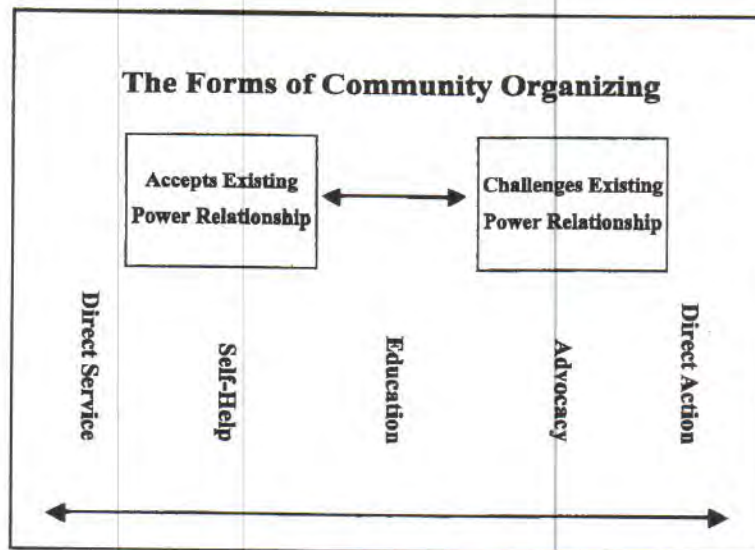 The Forms of Community Organizing
Accepts Existing
Power Relationship
Challenges Existing
Power Relationship
Direct Service
Self-Help
Education
Advocacy
Direct Action